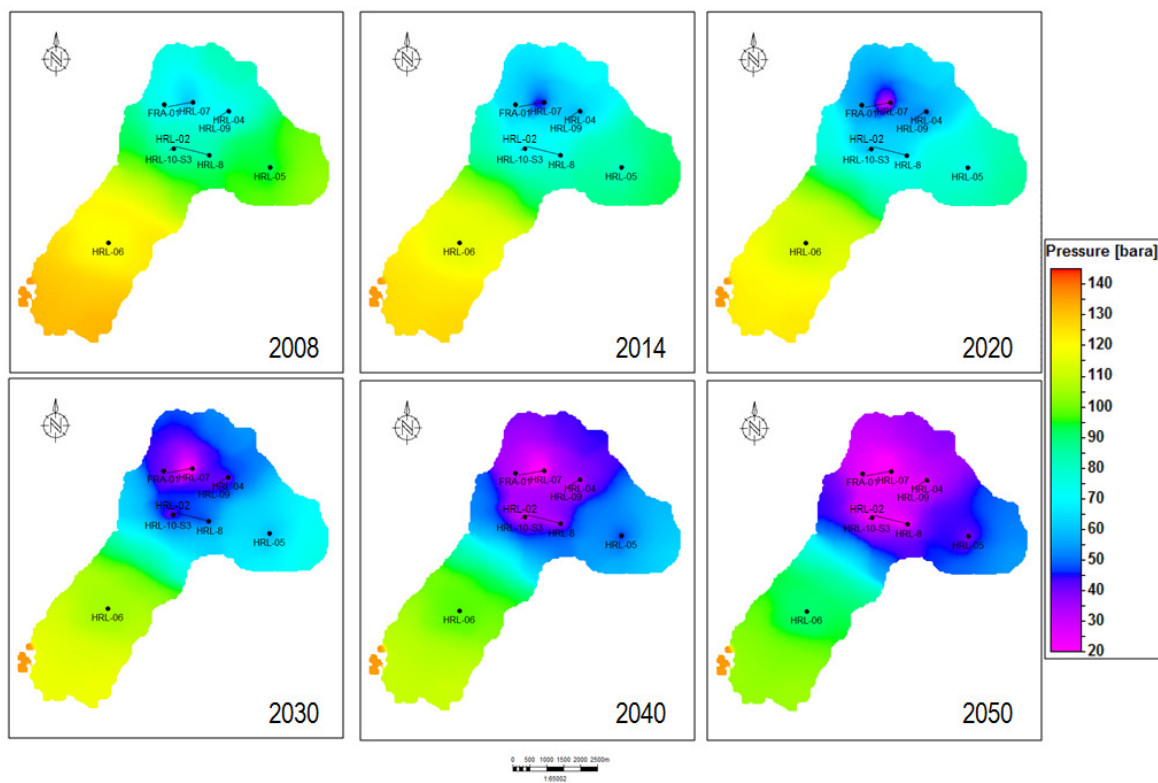 N
FRA-01
HRL-07
HRL-04
HRL-09
HRL-02
HRL-10-S3
HRL-8
HRL-05
HRL-06
2008
N
FRA-01
HRL-07
HRL-04
HRL-09
HRL-02
HRL-10-S3
HRL-8
HRL-05
HRL-06
2014
N
FRA-01
HRL-07
HRL-04
HRL-09
HRL-02
HRL-10-S3
HRL-8
HRL-05
HRL-06
2020
Pressure [bara]
140
130
120
110
100
90
80
70
60
50
40
30
20
N
FRA-01
HRL-07
HRL-04
HRL-09
HRL-02
HRL-10-S3
HRL-8
HRL-05
HRL-06
2030
N
FRA-01
HRL-07
HRL-04
HRL-09
HRL-02
HRL-10-S3
HRL-8
HRL-05
HRL-06
2040
N
FRA-01
HRL-07
HRL-04
HRL-09
HRL-02
HRL-10-S3
HRL-8
HRL-05
HRL-06
2050
0 500 1000 1500 2000 2500m
1:65002